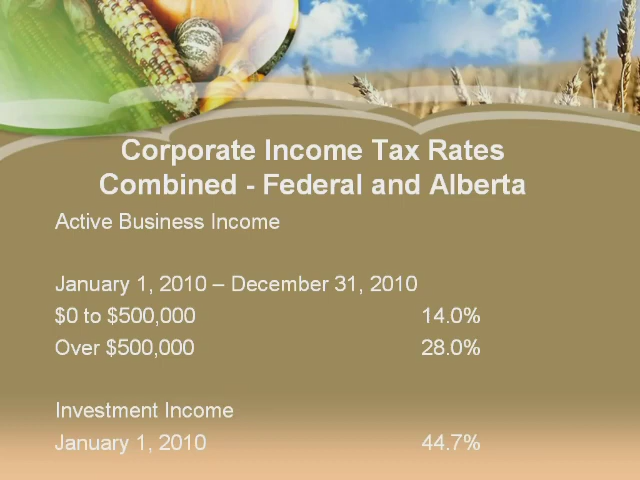 Corporate Income Tax Rates
Combined - Federal and Alberta
Active Business Income
January 1, 2010 – December 31, 2010
$0 to $500,000 14.0%
Over $500,000 28.0%
Investment Income
January 1, 2010 44.7%